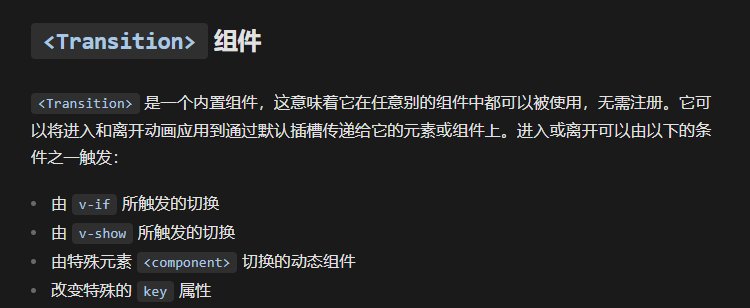 <Transition> 组件
<Transition> 是一个内置组件，这意味着它在任意别的组件中都可以被使用，无需注册。它可
以将进入和离开动画应用到通过默认插槽传递给它的元素或组件上。进入或离开可以由以下的条
件之一触发：
由 v-if 所触发的切换
由 v-show 所触发的切换
由特殊元素 <component> 切换的动态组件
改变特殊的 key 属性